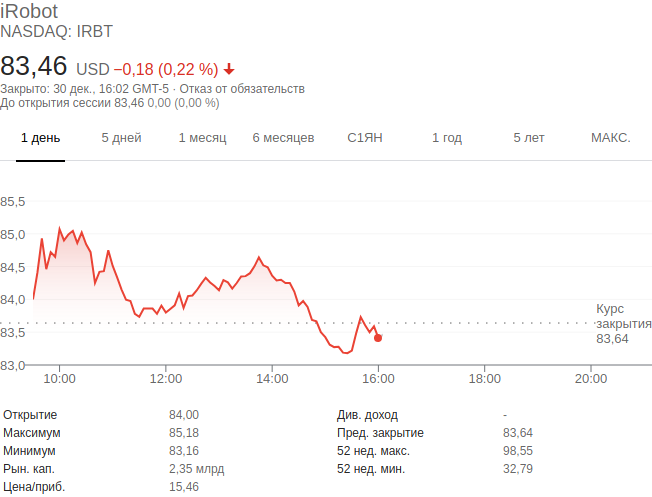 iRobot
NASDAQ: IRBT
83,46 USD −0,18 (0,22 %)
Закрыто: 30 дек., 16:02 GMT-5 · Отказ от обязательств
До открытия сессии 83,46 0,00 (0,00 %)
1 день 5 дней 1 месяц 6 месяцев С1ЯН 1 год 5 лет МАКС.
85,5
85,0
84,5
84,0
83,5
83,0
Курс
закрытия
83,64
10:00 12:00 14:00 16:00 18:00 20:00
Открытие 84,00 Див. доход -
Максимум 85,18 Пред. закрытие 83,64
Минимум 83,16 52 нед. макс. 98,55
Рын. кап. 2,35 млрд 52 нед. мин. 32,79
Цена/приб. 15,46